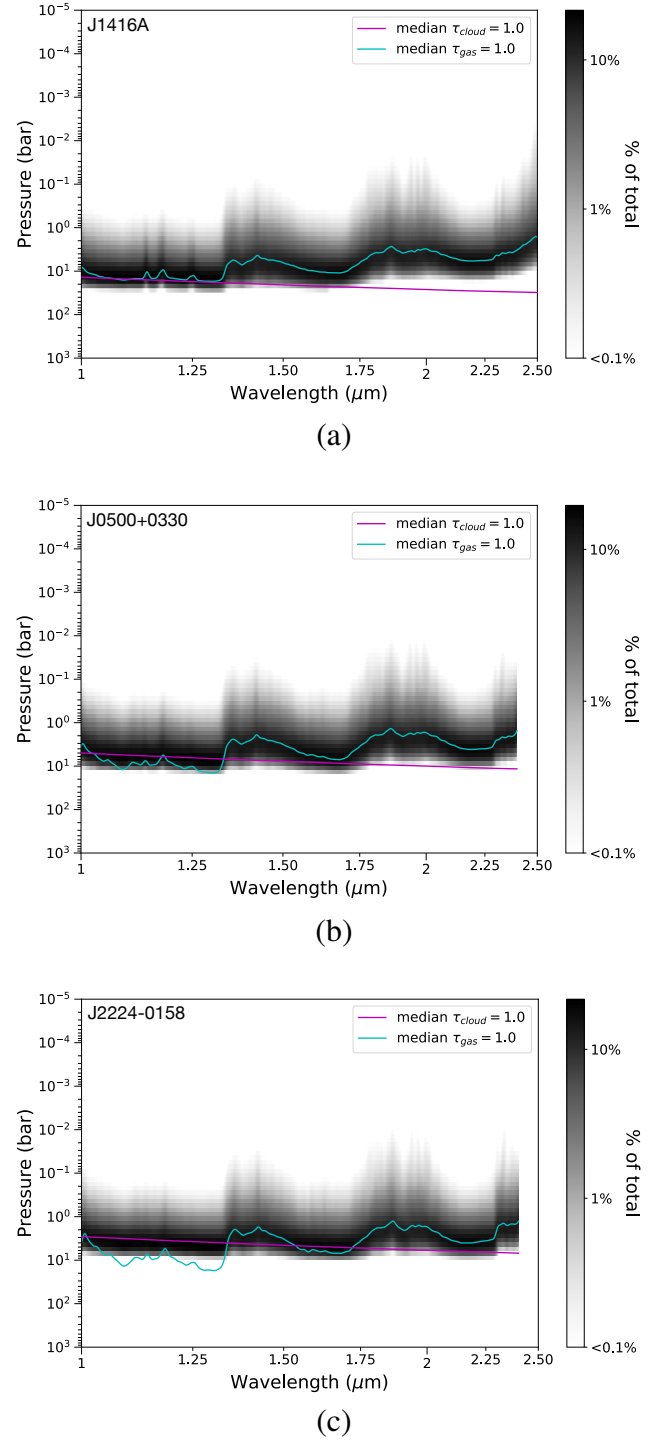 J1416A
median τ_cloud = 1.0
median τ_gas = 1.0
10⁻⁵
10⁻⁴
10⁻³
10⁻²
10⁻¹
10⁰
10¹
10²
10³
Pressure (bar)
1 1.25 1.50 1.75 2 2.25 2.50
Wavelength (μm)
10%
1%
<0.1%
% of total
(a)
J0500+0330
median τ_cloud = 1.0
median τ_gas = 1.0
10⁻⁵
10⁻⁴
10⁻³
10⁻²
10⁻¹
10⁰
10¹
10²
10³
Pressure (bar)
1 1.25 1.50 1.75 2 2.25 2.50
Wavelength (μm)
10%
1%
<0.1%
% of total
(b)
J2224-0158
median τ_cloud = 1.0
median τ_gas = 1.0
10⁻⁵
10⁻⁴
10⁻³
10⁻²
10⁻¹
10⁰
10¹
10²
10³
Pressure (bar)
1 1.25 1.50 1.75 2 2.25 2.50
Wavelength (μm)
10%
1%
<0.1%
% of total
(c)